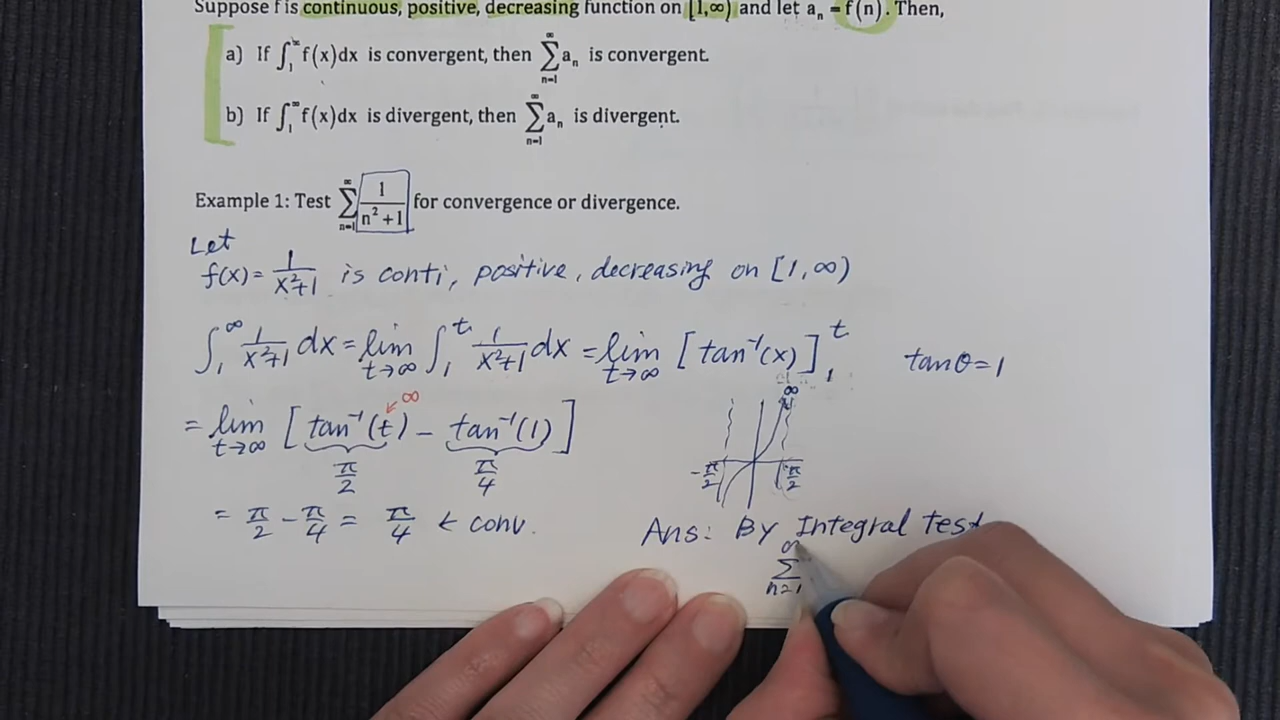 Suppose f is continuous, positive, decreasing function on [1,∞) and let aₙ = f(n). Then,
a) If ∫₁^∞ f(x)dx is convergent, then ∑_{n=1}^∞ aₙ is convergent.
b) If ∫₁^∞ f(x)dx is divergent, then ∑_{n=1}^∞ aₙ is divergent.
Example 1: Test ∑_{n=1}^∞ 1/(n²+1) for convergence or divergence.
Let
f(x) = 1/(x²+1) is conti, positive, decreasing on [1,∞)
∫₁^∞ 1/(x²+1) dx = lim_{t→∞} ∫₁^t 1/(x²+1) dx = lim_{t→∞} [tan⁻¹(x)]₁^t tanθ=1
= lim_{t→∞} [tan⁻¹(t) − tan⁻¹(1)] ∞
π/2 π/4
-π/2 π/2 ∞
= π/2 − π/4 = π/4 ← conv.
Ans: By Integral test
∑_{n=1}^∞